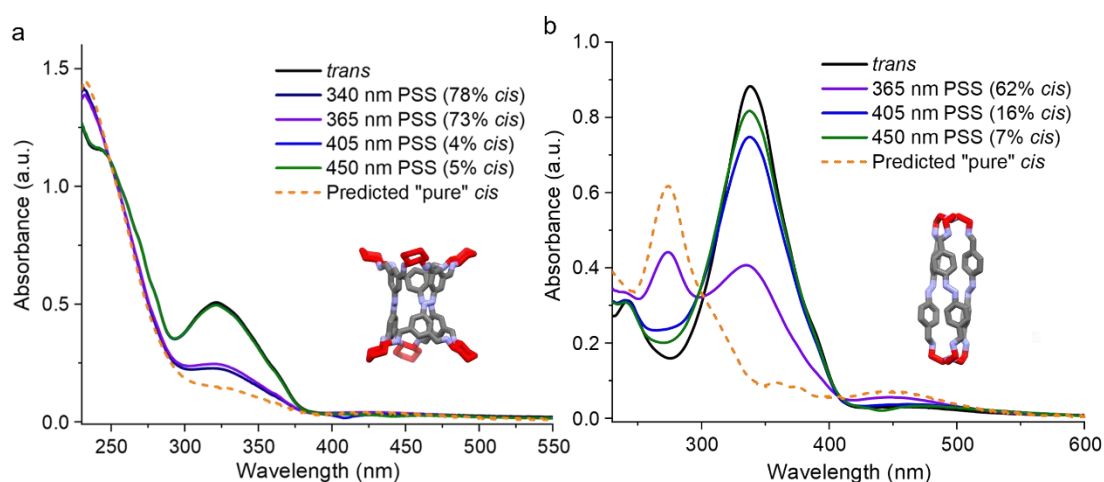 a
Absorbance (a.u.)
1.5
1.0
0.5
0.0
trans
340 nm PSS (78% cis)
365 nm PSS (73% cis)
405 nm PSS (4% cis)
450 nm PSS (5% cis)
Predicted "pure" cis
250 300 350 400 450 500 550
Wavelength (nm)
b
Absorbance (a.u.)
1.0
0.8
0.6
0.4
0.2
0.0
trans
365 nm PSS (62% cis)
405 nm PSS (16% cis)
450 nm PSS (7% cis)
Predicted "pure" cis
300 400 500 600
Wavelength (nm)